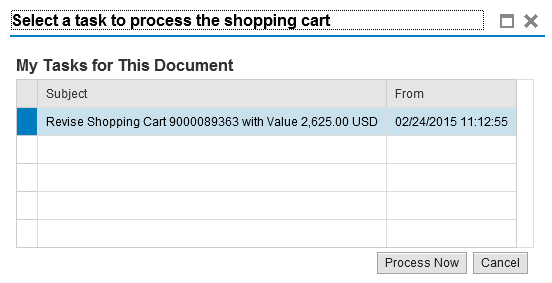 Select a task to process the shopping cart
My Tasks for This Document
Subject From
Revise Shopping Cart 9000089363 with Value 2,625.00 USD 02/24/2015 11:12:55
Process Now Cancel